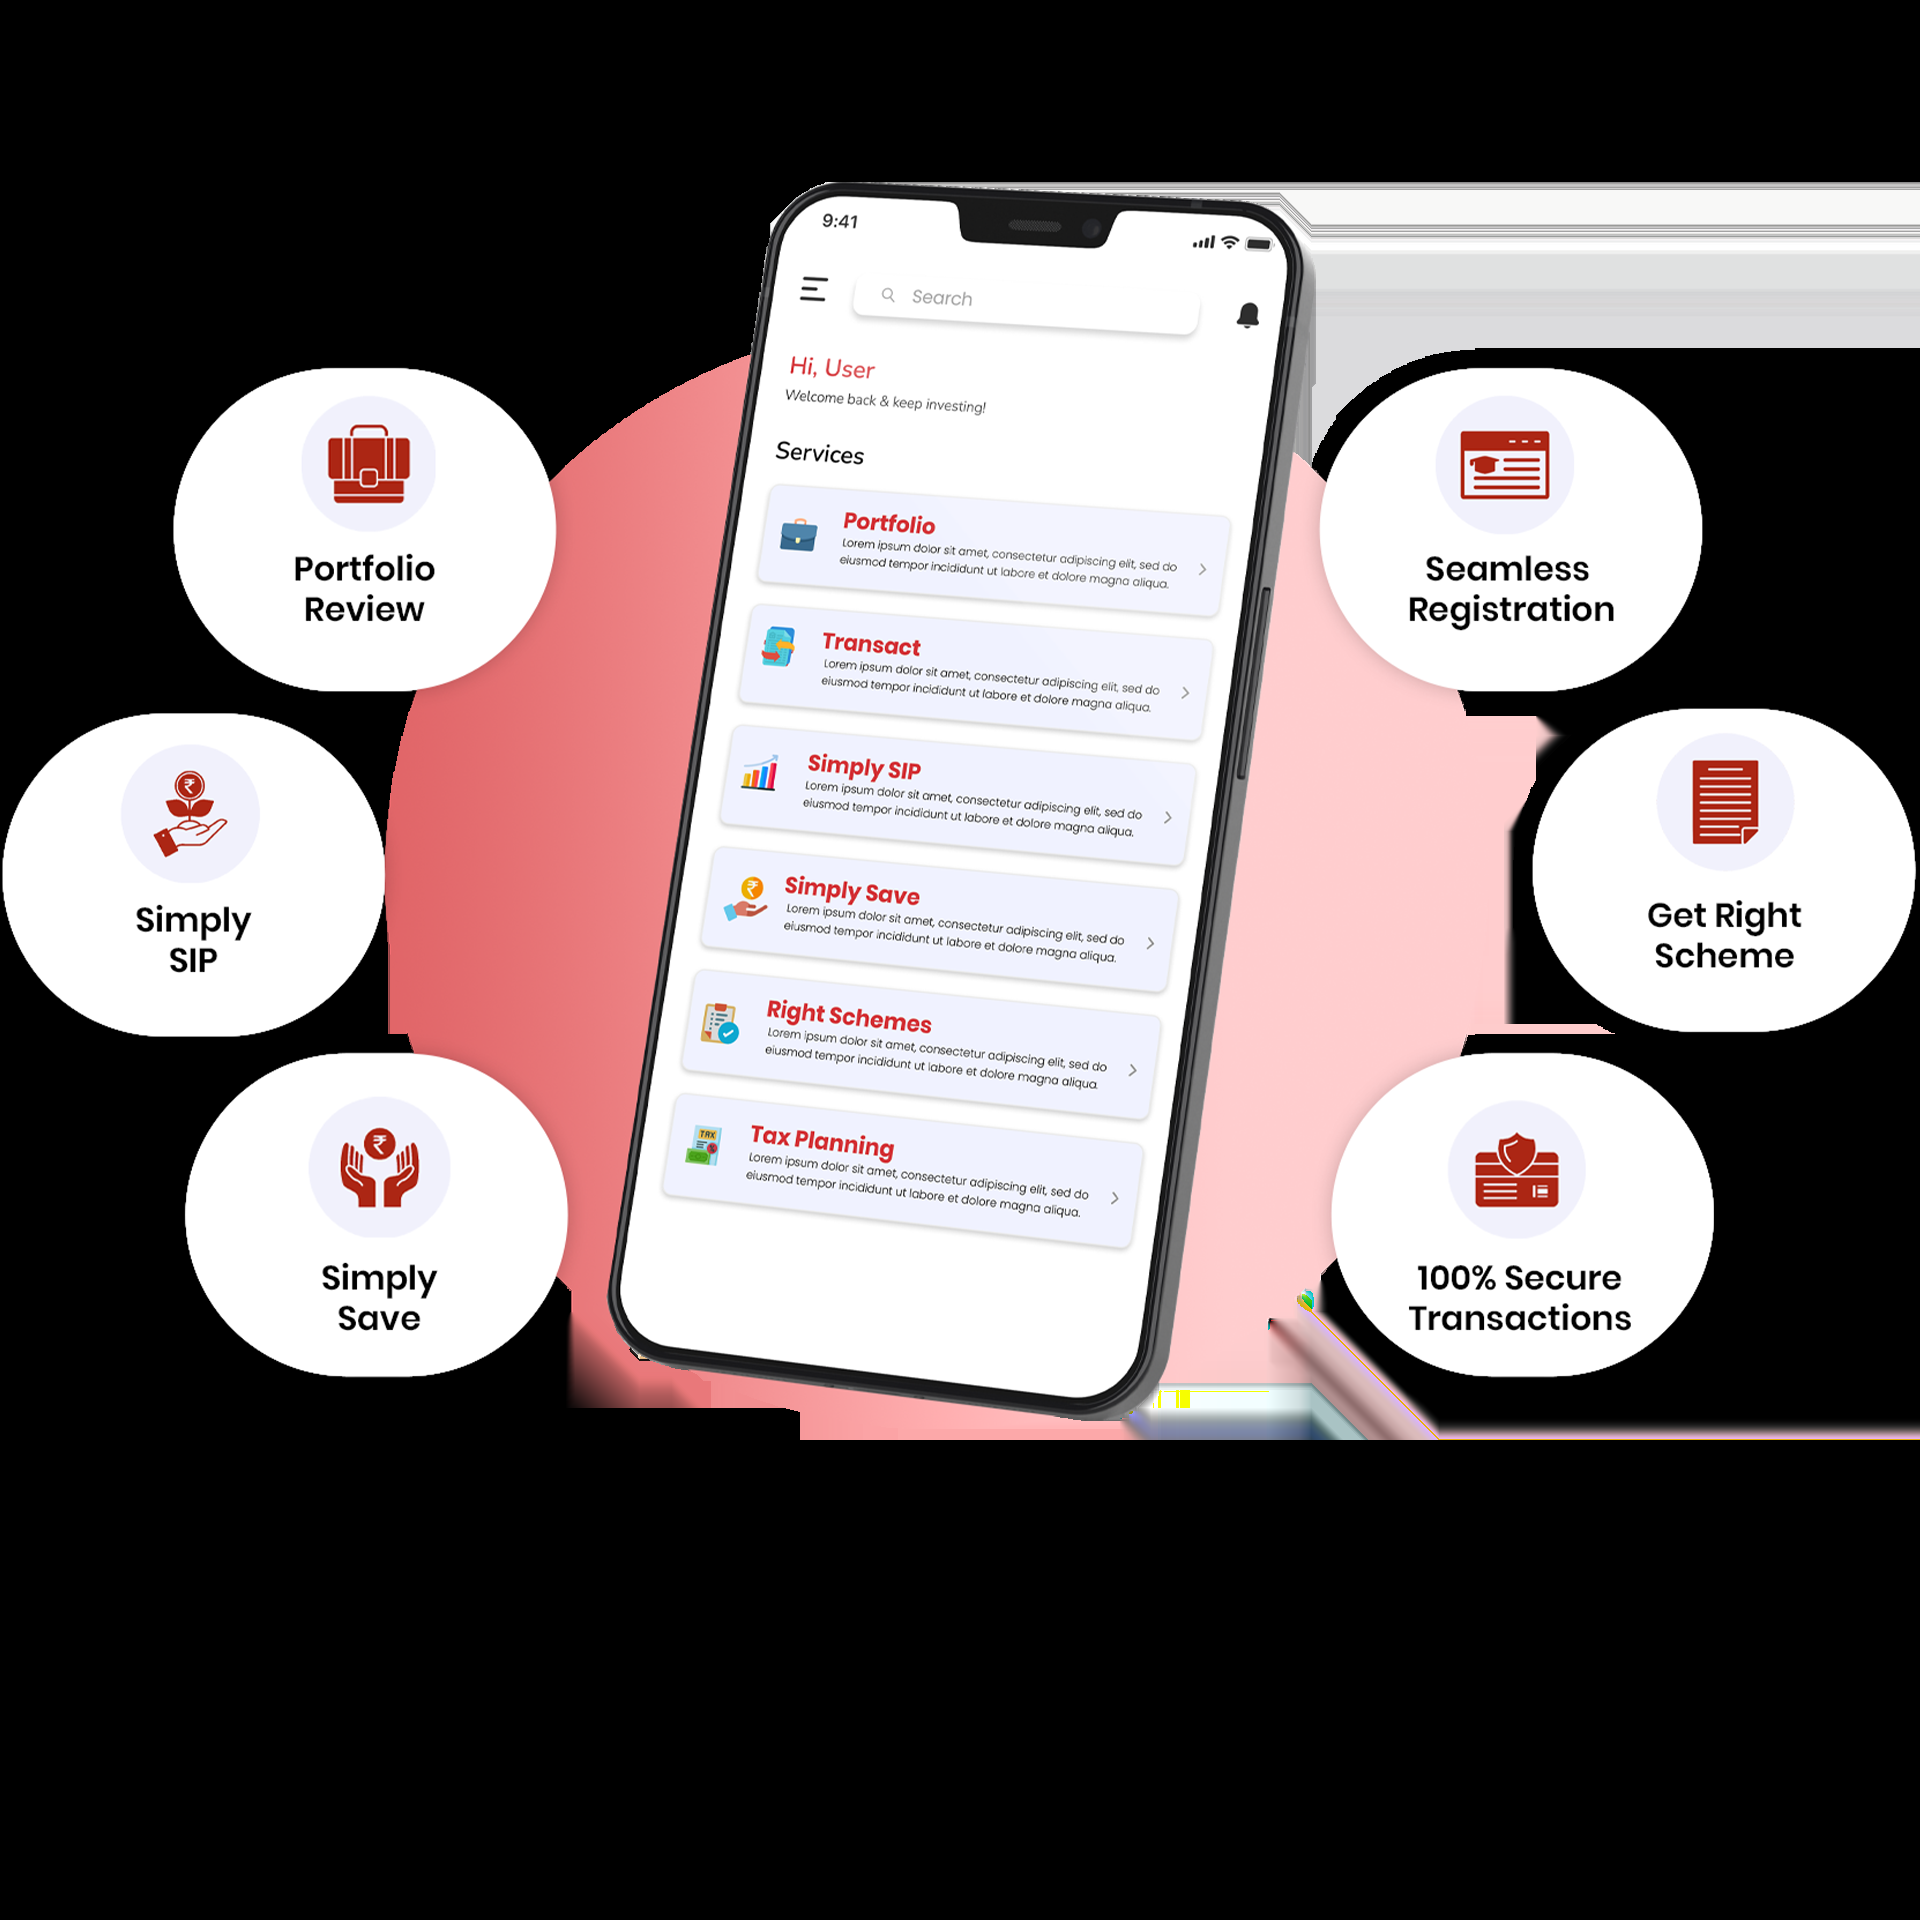 9:41
Search
Hi, User
Welcome back & keep investing!
Services
Portfolio
Lorem ipsum dolor sit amet, consectetur adipiscing elit, sed do
eiusmod tempor incididunt ut labore et dolore magna aliqua.
Transact
Lorem ipsum dolor sit amet, consectetur adipiscing elit, sed do
eiusmod tempor incididunt ut labore et dolore magna aliqua.
Simply SIP
Lorem ipsum dolor sit amet, consectetur adipiscing elit, sed do
eiusmod tempor incididunt ut labore et dolore magna aliqua.
Simply Save
₹
Lorem ipsum dolor sit amet, consectetur adipiscing elit, sed do
eiusmod tempor incididunt ut labore et dolore magna aliqua.
Right Schemes
Lorem ipsum dolor sit amet, consectetur adipiscing elit, sed do
eiusmod tempor incididunt ut labore et dolore magna aliqua.
TAX
Tax Planning
Lorem ipsum dolor sit amet, consectetur adipiscing elit, sed do
eiusmod tempor incididunt ut labore et dolore magna aliqua.
Portfolio
Review
₹
Simply
SIP
₹
Simply
Save
Seamless
Registration
Get Right
Scheme
100% Secure
Transactions